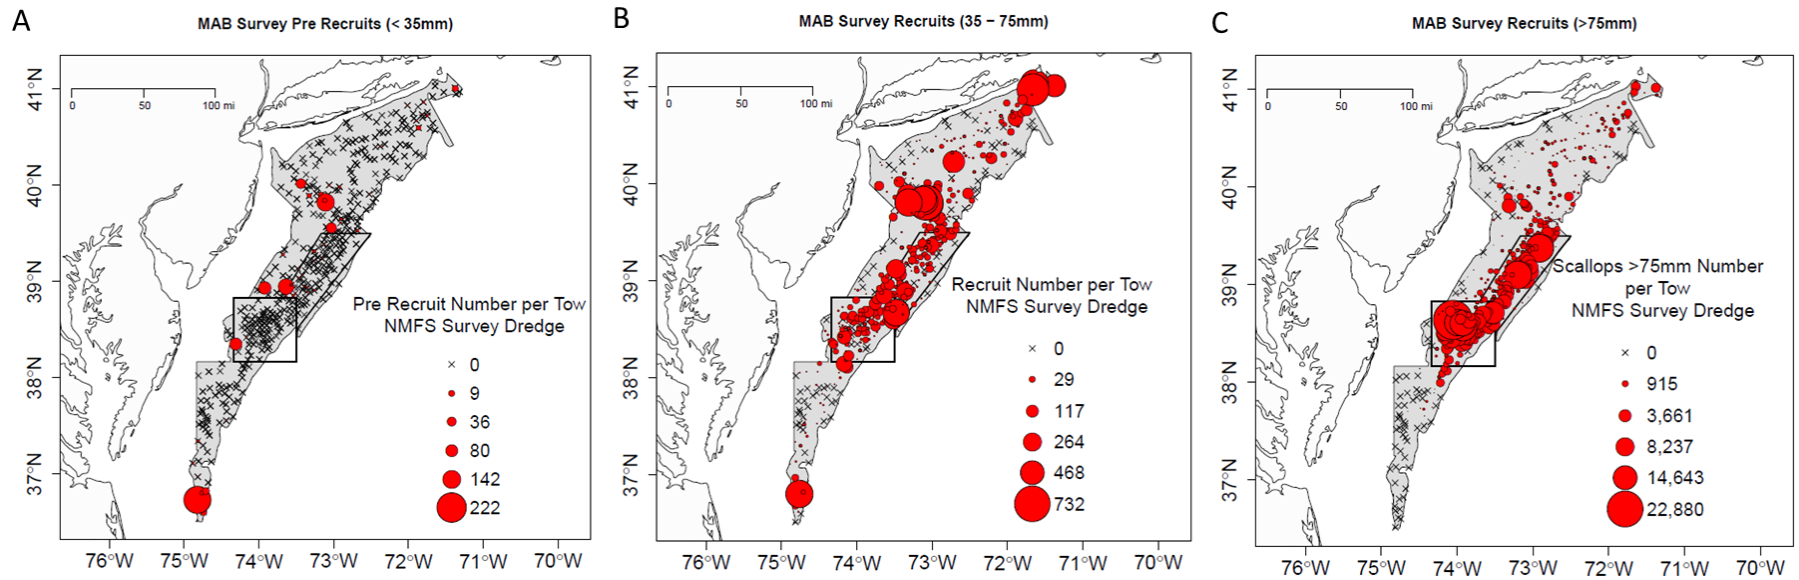 A
MAB Survey Pre Recruits (< 35mm)
41°N
40°N
39°N
38°N
37°N
0 50 100 mi
Pre Recruit Number per Tow
NMFS Survey Dredge
0
9
36
80
142
222
76°W 75°W 74°W 73°W 72°W 71°W 70°W
B
MAB Survey Recruits (35 − 75mm)
41°N
40°N
39°N
38°N
37°N
0 50 100 mi
Recruit Number per Tow
NMFS Survey Dredge
0
29
117
264
468
732
76°W 75°W 74°W 73°W 72°W 71°W 70°W
C
MAB Survey Recruits (>75mm)
41°N
40°N
39°N
38°N
37°N
0 50 100 mi
Scallops >75mm Number
per Tow
NMFS Survey Dredge
0
915
3,661
8,237
14,643
22,880
76°W 75°W 74°W 73°W 72°W 71°W 70°W